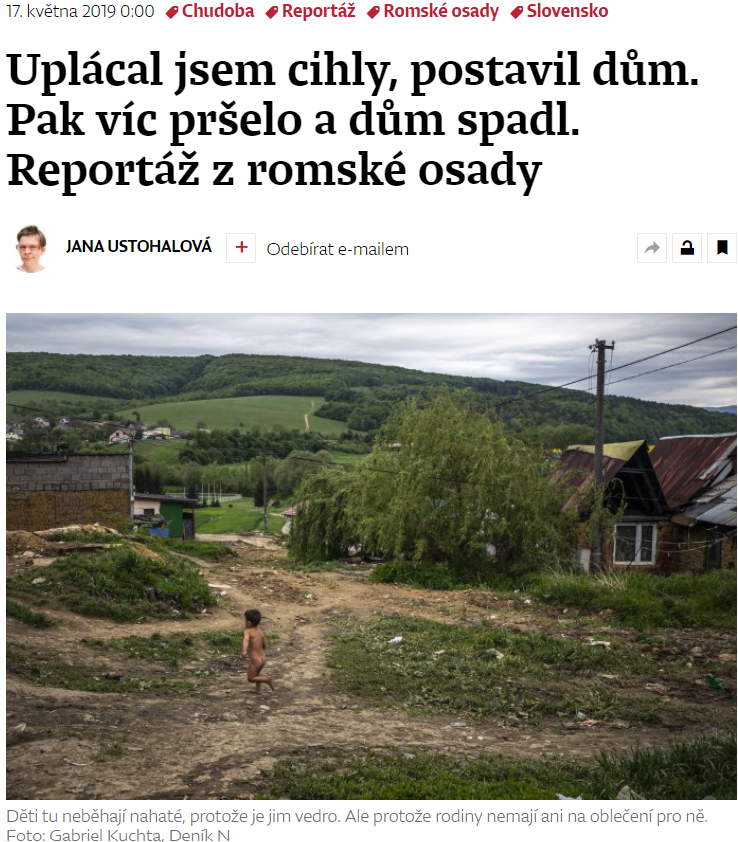 17. května 2019 0:00 Chudoba Reportáž Romské osady Slovensko
Uplácal jsem cihly, postavil dům.
Pak víc pršelo a dům spadl.
Reportáž z romské osady
JANA USTOHALOVÁ + Odebírat e-mailem
Děti tu neběhají nahaté, protože je jim vedro. Ale protože rodiny nemají ani na oblečení pro ně.
Foto: Gabriel Kuchta, Deník N